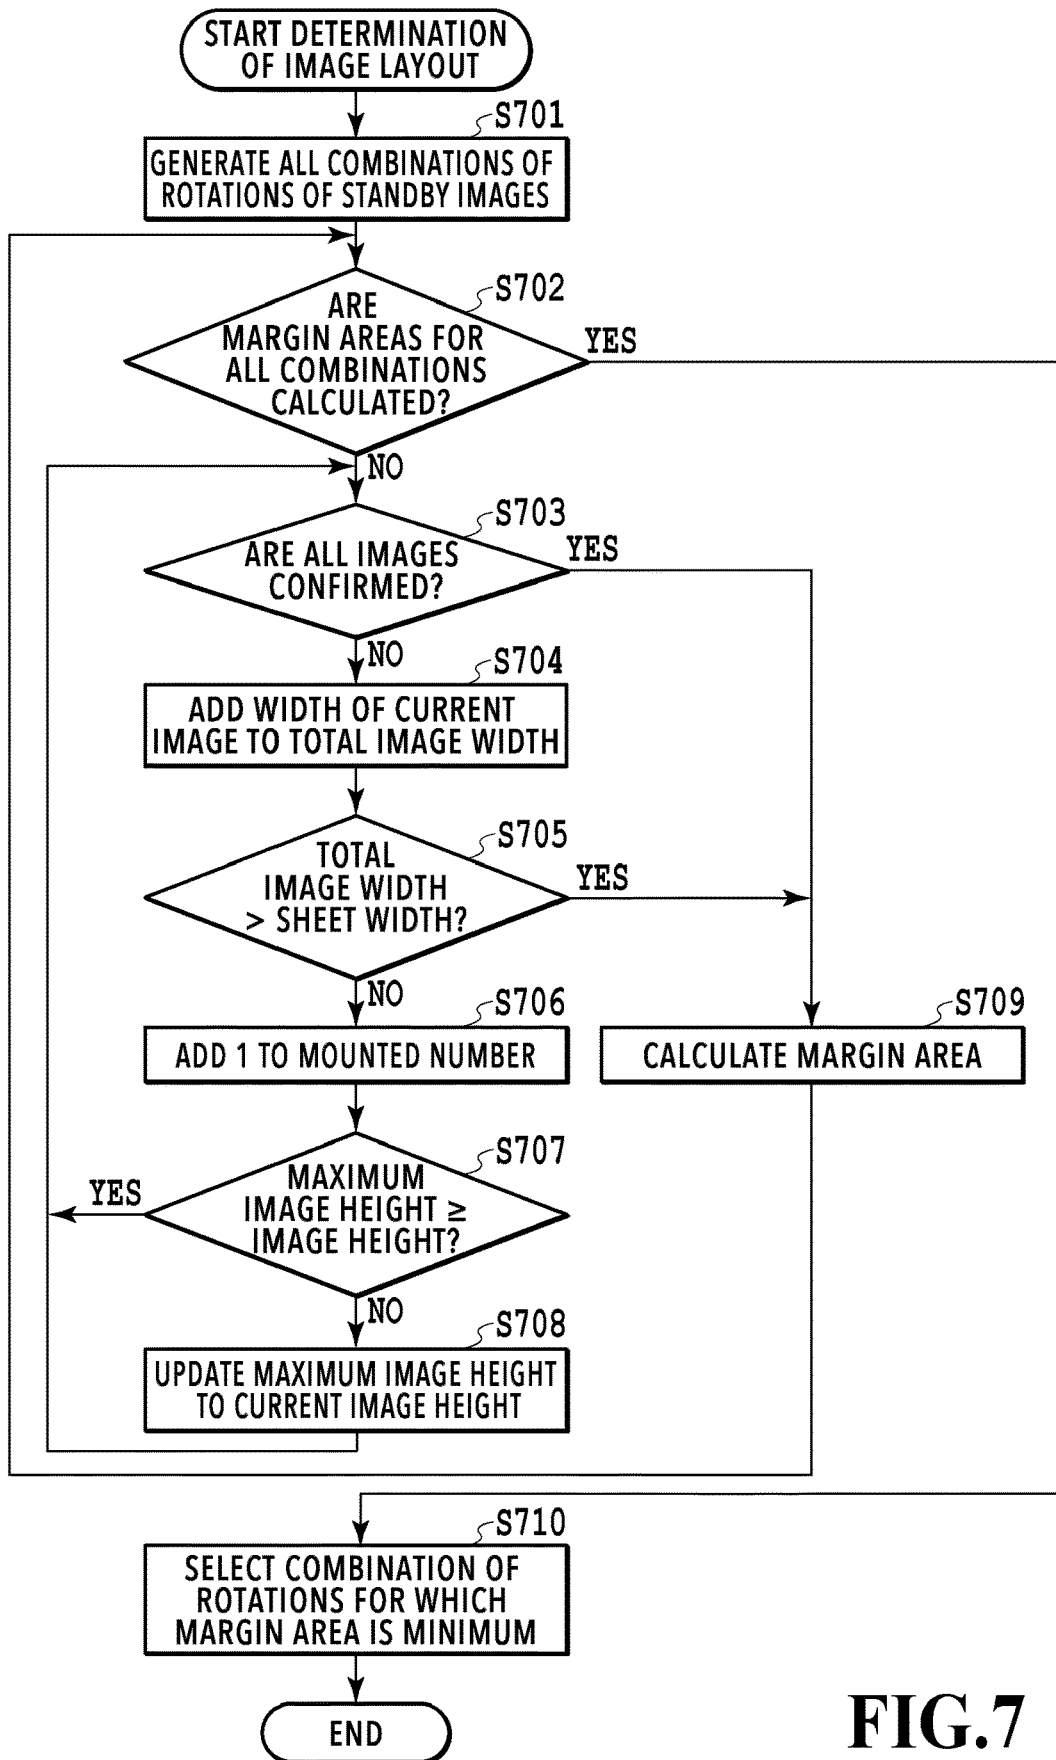 START DETERMINATION
OF IMAGE LAYOUT
S701
GENERATE ALL COMBINATIONS OF
ROTATIONS OF STANDBY IMAGES
S702
ARE
MARGIN AREAS FOR
ALL COMBINATIONS
CALCULATED?
YES
NO
S703
ARE ALL IMAGES
CONFIRMED?
YES
NO
S704
ADD WIDTH OF CURRENT
IMAGE TO TOTAL IMAGE WIDTH
S705
TOTAL
IMAGE WIDTH
> SHEET WIDTH?
YES
NO
S706
ADD 1 TO MOUNTED NUMBER
S709
CALCULATE MARGIN AREA
S707
MAXIMUM
IMAGE HEIGHT ≥
IMAGE HEIGHT?
YES
NO
S708
UPDATE MAXIMUM IMAGE HEIGHT
TO CURRENT IMAGE HEIGHT
S710
SELECT COMBINATION OF
ROTATIONS FOR WHICH
MARGIN AREA IS MINIMUM
END
FIG.7